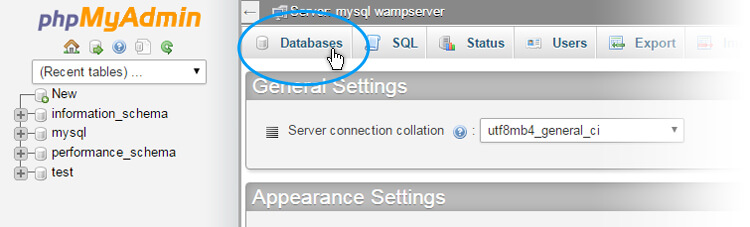 phpMyAdmin
(Recent tables) ...
New
information_schema
mysql
performance_schema
test
Server: mysql wampserver
Databases
SQL
Status
Users
Export
General Settings
Server connection collation
:
utf8mb4_general_ci
Appearance Settings